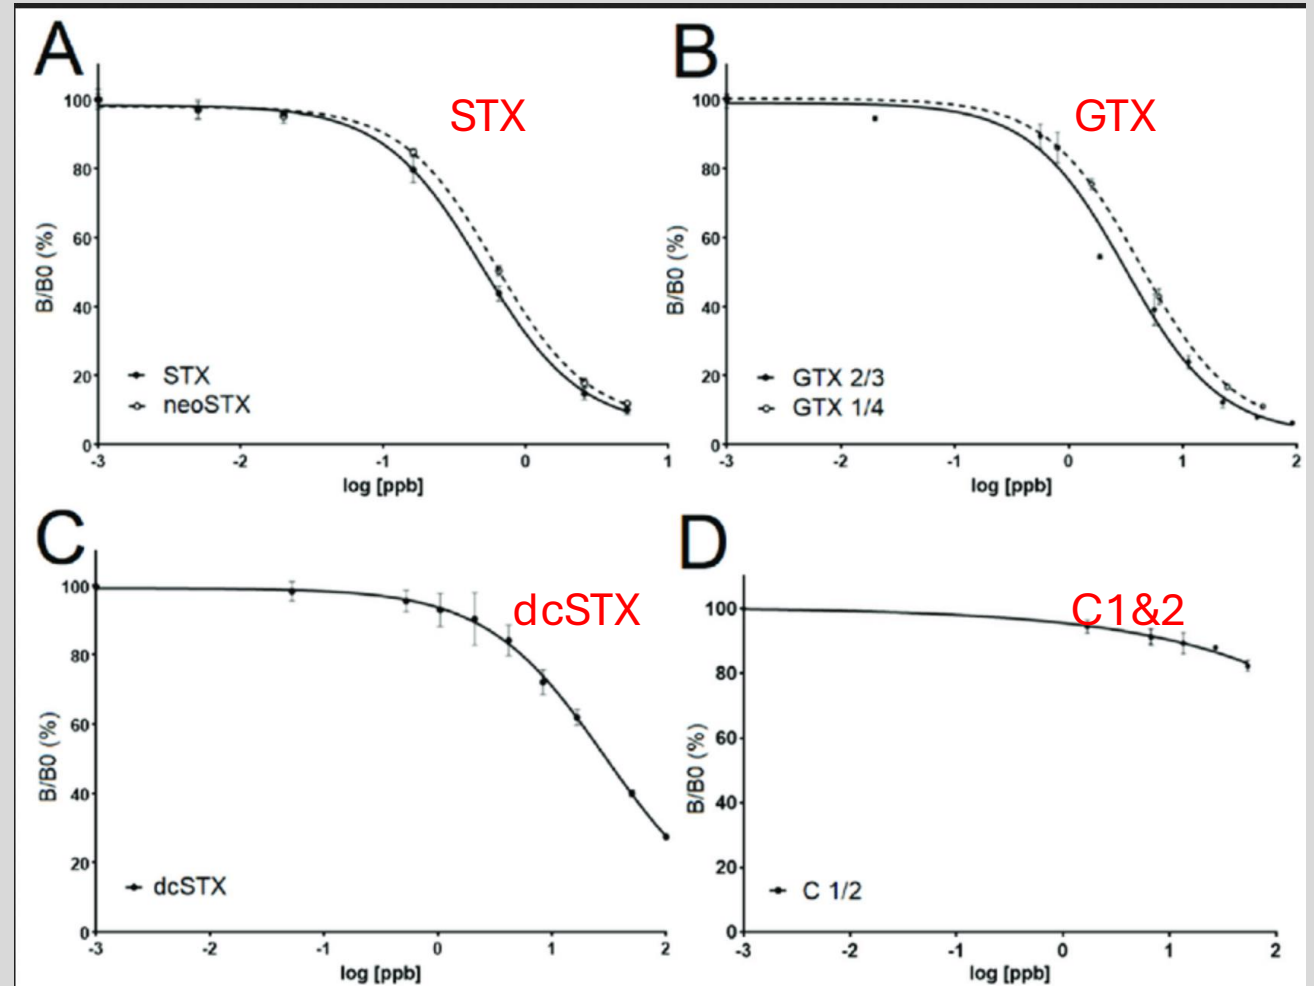 A
STX
B/B0 (%)
100
80
60
40
20
0
STX
neoSTX
-3 -2 -1 0 1
log [ppb]
B
GTX
B/B0 (%)
100
80
60
40
20
0
GTX 2/3
GTX 1/4
-3 -2 -1 0 1 2
log [ppb]
C
dcSTX
B/B0 (%)
100
80
60
40
20
0
dcSTX
-3 -2 -1 0 1 2
log [ppb]
D
C1&2
B/B0 (%)
100
80
60
40
20
0
C 1/2
-3 -2 -1 0 1 2
log [ppb]